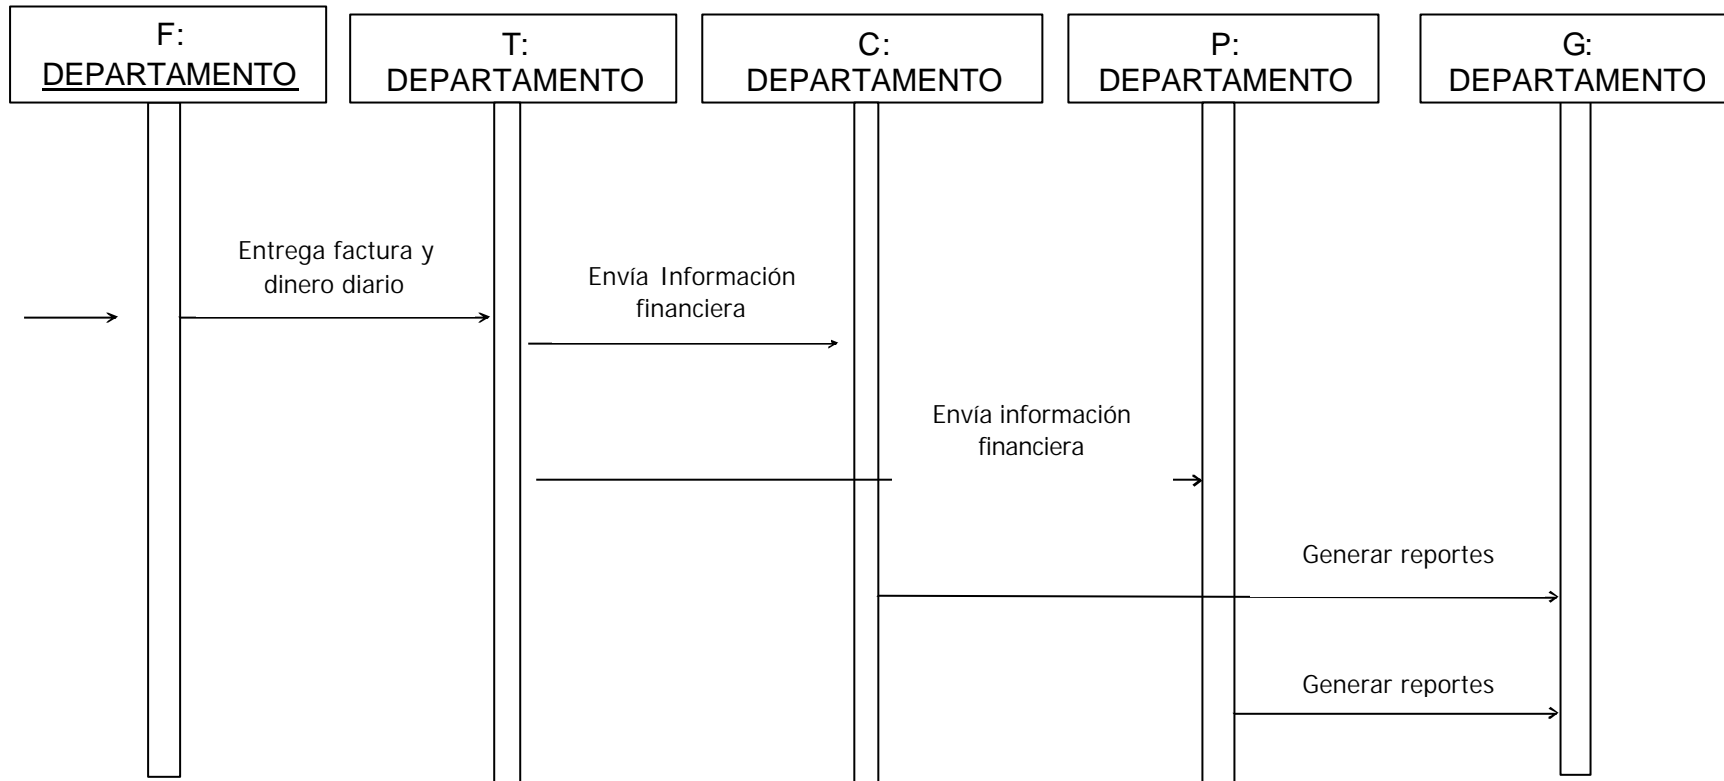 F:
DEPARTAMENTO
T:
DEPARTAMENTO
C:
DEPARTAMENTO
P:
DEPARTAMENTO
G:
DEPARTAMENTO
Entrega factura y
dinero diario
Envía Información
financiera
Envía información
financiera
Generar reportes
Generar reportes